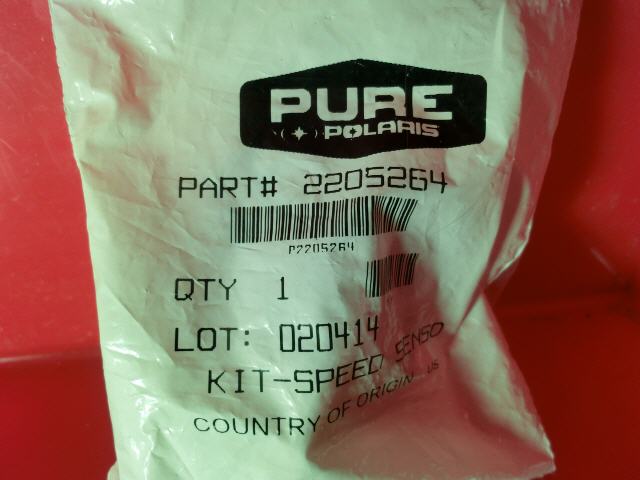 PURE
POLARIS
PART# 2205264
P2205264
QTY 1
LOT: 020414
KIT-SPEED SENSO
COUNTRY OF ORIGIN US